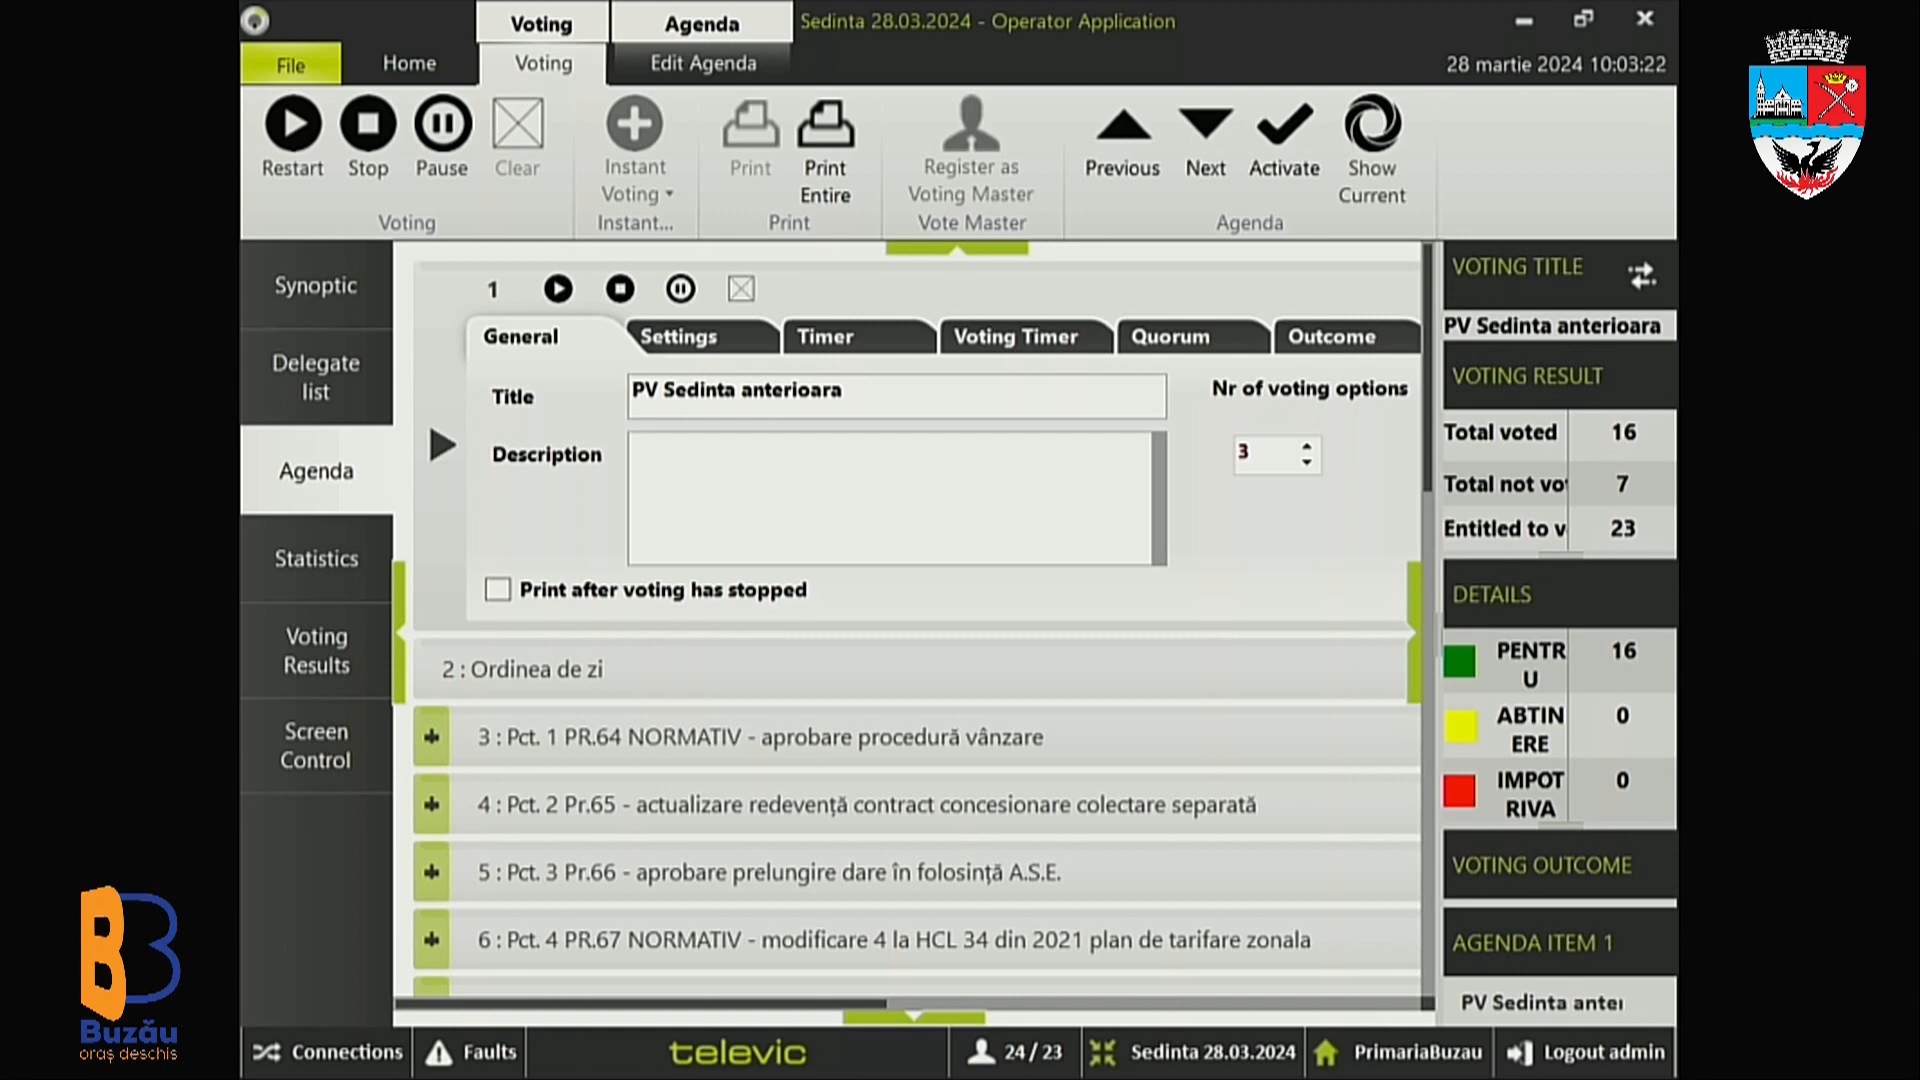 Voting
Agenda
Sedinta 28.03.2024 - Operator Application
File
Home
Voting
Edit Agenda
28 martie 2024 10:03:22
Restart
Stop
Pause
Clear
Voting
Instant
Voting
Instant...
Print
Print
Entire
Print
Register as
Voting Master
Vote Master
Previous
Next
Activate
Show
Current
Agenda
Synoptic
Delegate
list
Agenda
Statistics
Voting
Results
Screen
Control
1
General
Settings
Timer
Voting Timer
Quorum
Outcome
Title
PV Sedinta anterioara
Nr of voting options
Description
3
Print after voting has stopped
2 : Ordinea de zi
3 : Pct. 1 PR.64 NORMATIV - aprobare procedură vânzare
4 : Pct. 2 Pr.65 - actualizare redevență contract concesionare colectare separată
5 : Pct. 3 Pr.66 - aprobare prelungire dare în folosință A.S.E.
6 : Pct. 4 PR.67 NORMATIV - modificare 4 la HCL 34 din 2021 plan de tarifare zonala
VOTING TITLE
PV Sedinta anterioara
VOTING RESULT
Total voted 16
Total not vo 7
Entitled to v 23
DETAILS
PENTR
U
16
ABTIN
ERE
0
IMPOT
RIVA
0
VOTING OUTCOME
AGENDA ITEM 1
PV Sedinta anter
Connections
Faults
televic
24 / 23
Sedinta 28.03.2024
PrimariaBuzau
Logout admin
Buzău
oraș deschis